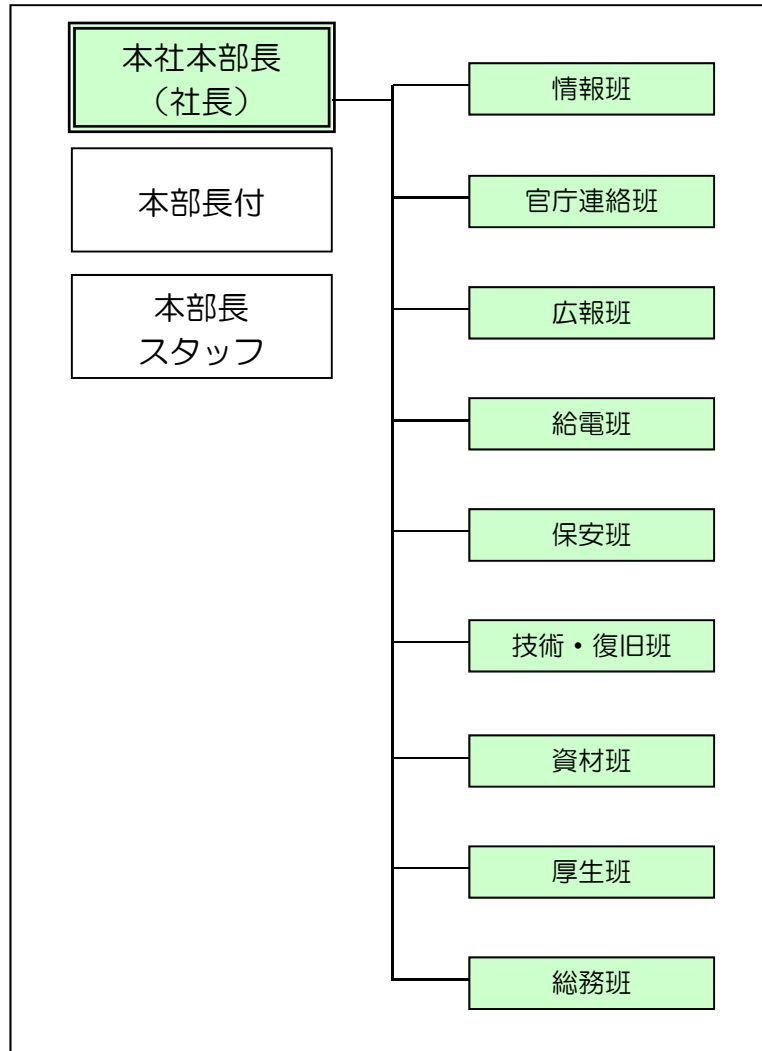 本社本部長
（社長）
本部長付
本部長
スタッフ
情報班
官庁連絡班
広報班
給電班
保安班
技術・復旧班
資材班
厚生班
総務班